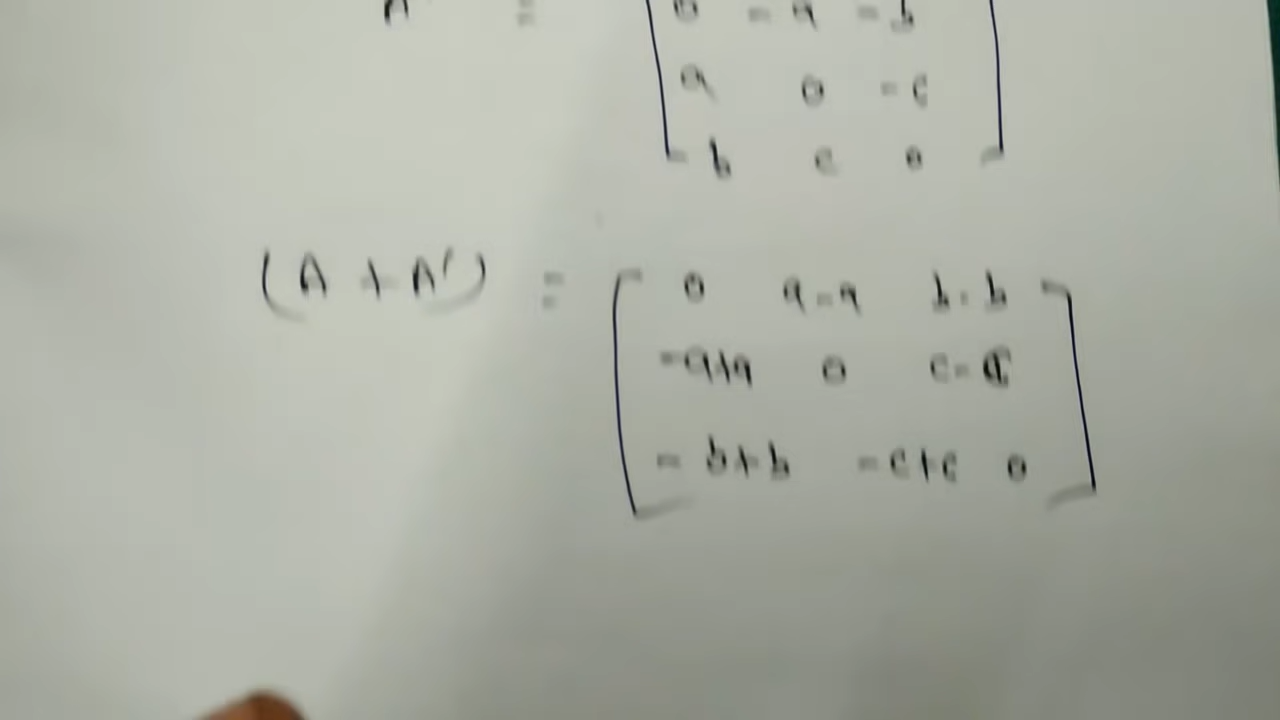 A' = [ 0 -a -b
a 0 -c
b c 0 ]
(A + A') = [ 0 a-a b-b
-a+a 0 c-c
-b+b -c+c 0 ]